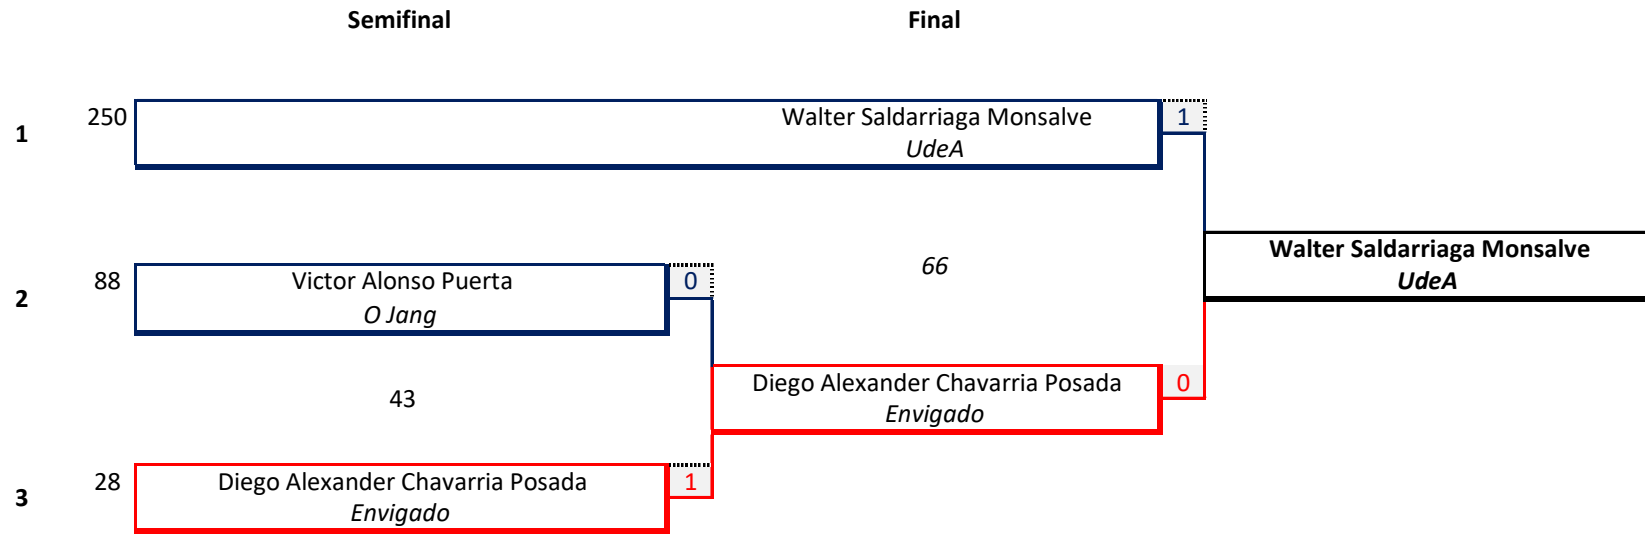 Semifinal Final
250 Walter Saldarriaga Monsalve 1
1
UdeA
Walter Saldarriaga Monsalve
UdeA
66
88 Victor Alonso Puerta 0
2
O Jang
Diego Alexander Chavarria Posada 0
Envigado
43
28 Diego Alexander Chavarria Posada 1
3
Envigado